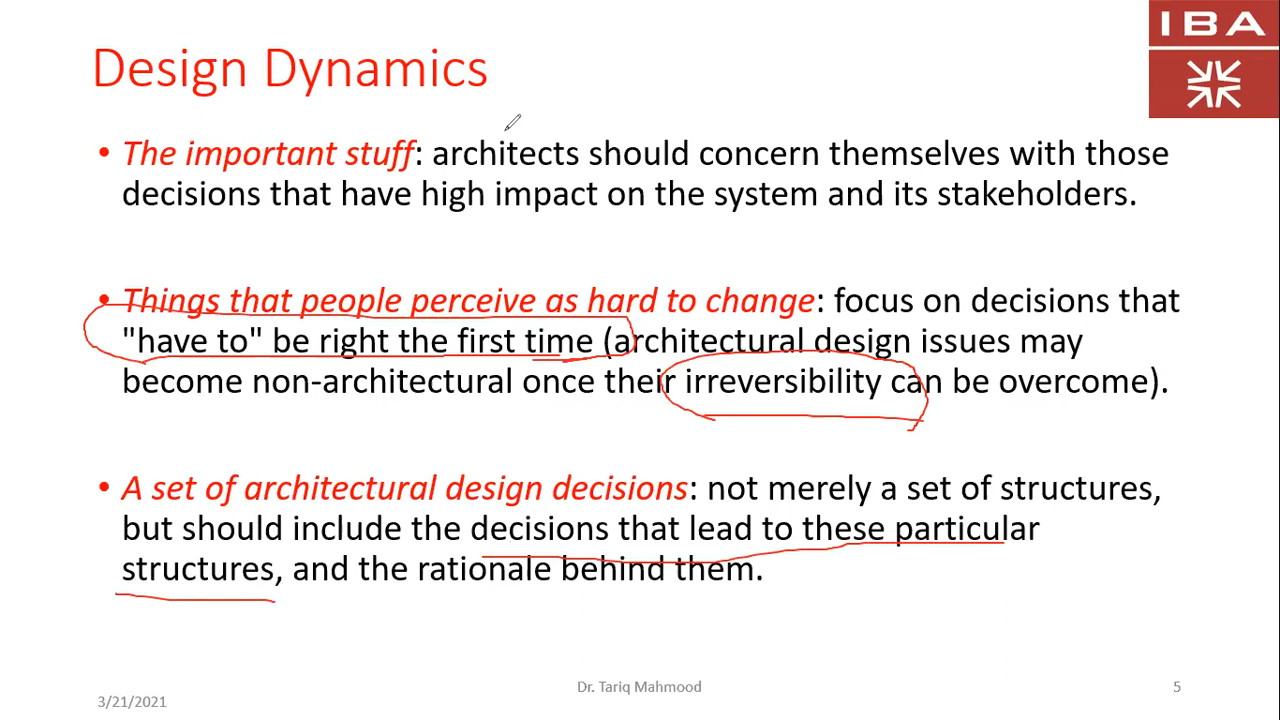 IBA
Design Dynamics
• The important stuff: architects should concern themselves with those
decisions that have high impact on the system and its stakeholders.
• Things that people perceive as hard to change: focus on decisions that
"have to" be right the first time (architectural design issues may
become non-architectural once their irreversibility can be overcome).
• A set of architectural design decisions: not merely a set of structures,
but should include the decisions that lead to these particular
structures, and the rationale behind them.
3/21/2021
Dr. Tariq Mahmood
5